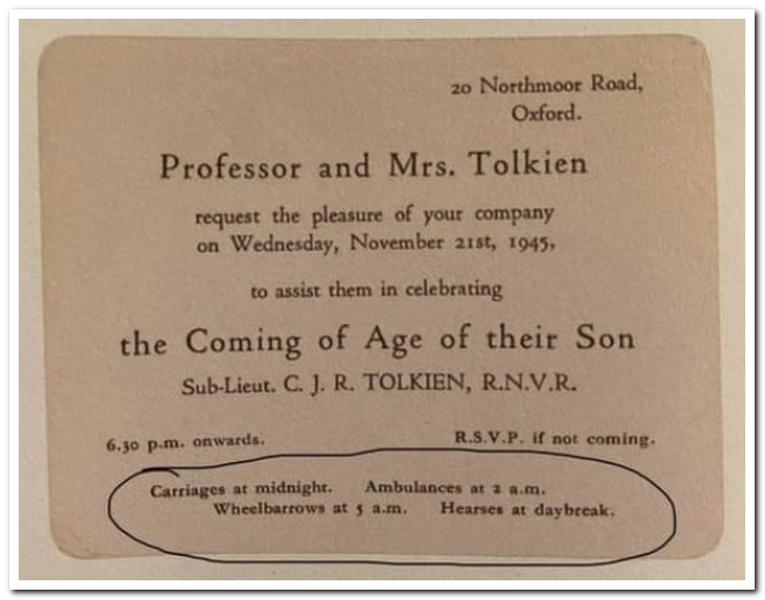 20 Northmoor Road,
Oxford.
Professor and Mrs. Tolkien
request the pleasure of your company
on Wednesday, November 21st, 1945,
to assist them in celebrating
the Coming of Age of their Son
Sub-Lieut. C. J. R. TOLKIEN, R.N.V.R.
6.30 p.m. onwards. R.S.V.P. if not coming.
Carriages at midnight. Ambulances at 2 a.m.
Wheelbarrows at 5 a.m. Hearses at daybreak.